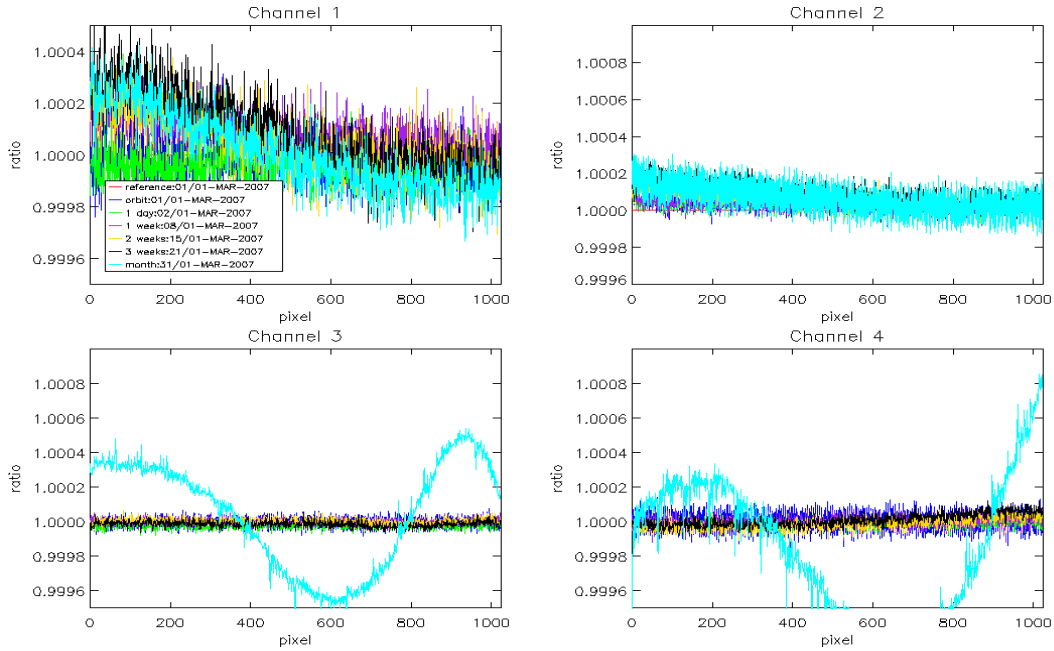 Channel 1
ratio
1.0004
1.0002
1.0000
0.9998
0.9996
reference:01/01-MAR-2007
orbit:01/01-MAR-2007
1 day:02/01-MAR-2007
1 week:08/01-MAR-2007
2 weeks:15/01-MAR-2007
3 weeks:21/01-MAR-2007
month:31/01-MAR-2007
0 200 400 600 800 1000
pixel
Channel 2
ratio
1.0008
1.0006
1.0004
1.0002
1.0000
0.9998
0.9996
0 200 400 600 800 1000
pixel
Channel 3
ratio
1.0008
1.0006
1.0004
1.0002
1.0000
0.9998
0.9996
0 200 400 600 800 1000
pixel
Channel 4
ratio
1.0008
1.0006
1.0004
1.0002
1.0000
0.9998
0.9996
0 200 400 600 800 1000
pixel